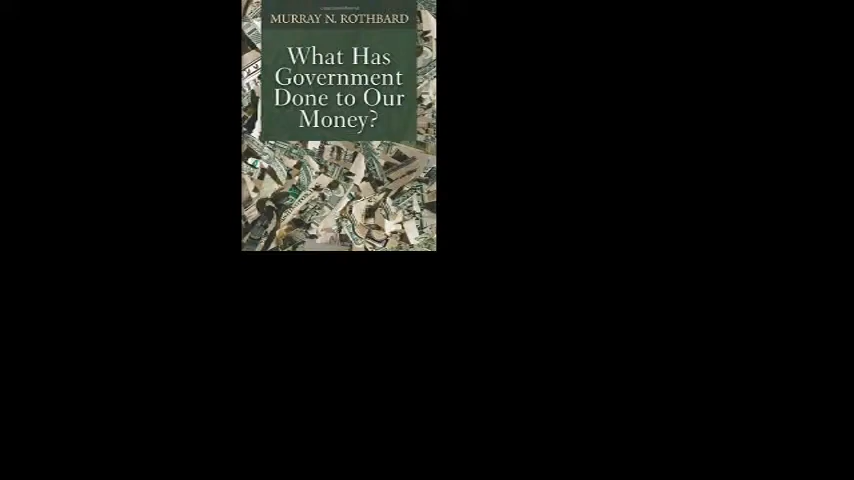 MURRAY N. ROTHBARD
What Has
Government
Done to Our
Money?